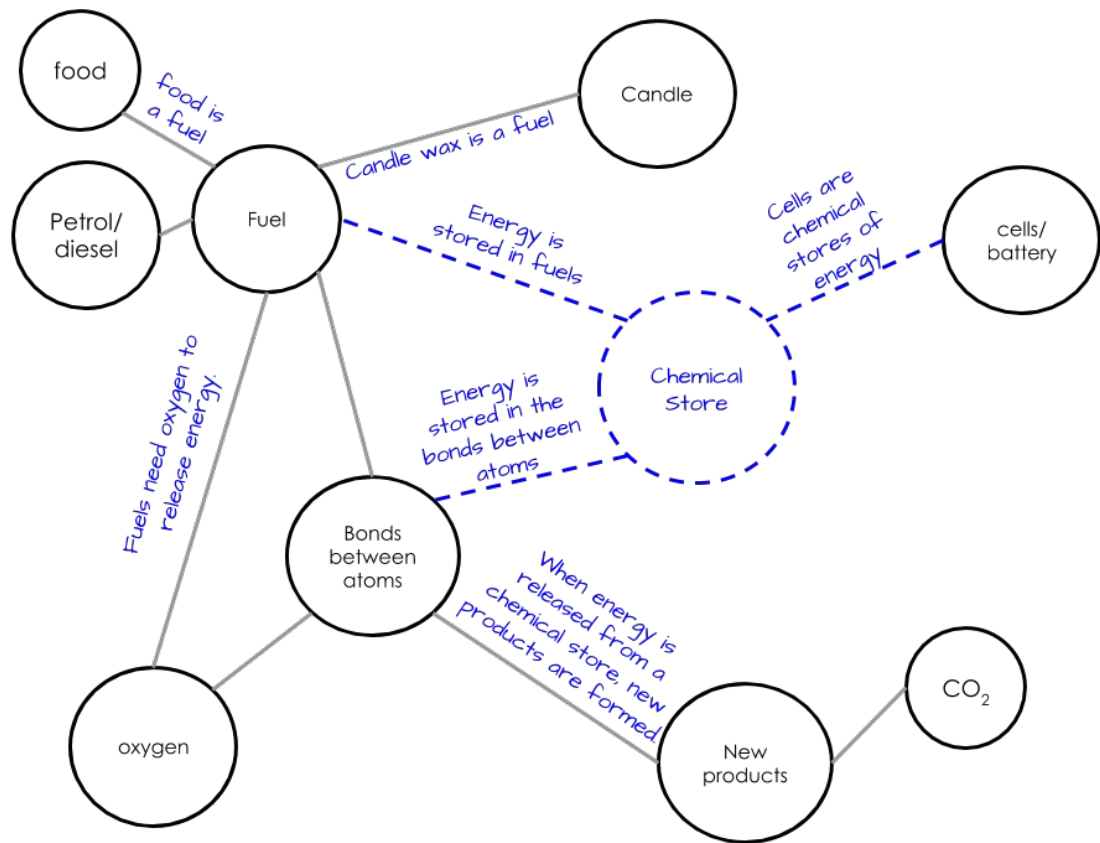 food
food is
a fuel
Candle
Candle wax is a fuel
Petrol/
diesel
Fuel
Energy is
stored in fuels
Cells are
chemical
stores of
energy
cells/
battery
Chemical
Store
Energy is
stored in the
bonds between
atoms
Fuels need oxygen to
release energy.
Bonds
between
atoms
When energy is
released from a
chemical store, new
products are formed.
oxygen
New
products
CO₂